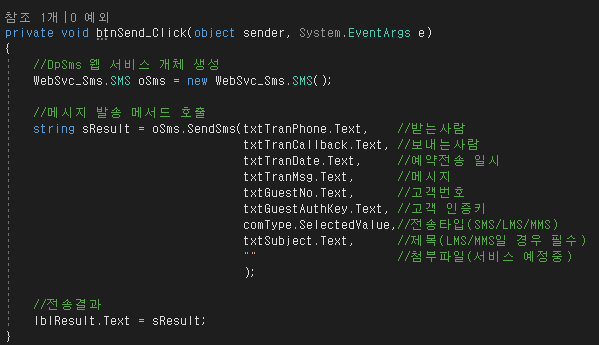 참조 1개 | 0 예외
private void btnSend_Click(object sender, System.EventArgs e)
{
//DpSms 웹 서비스 개체 생성
WebSvc_Sms.SMS oSms = new WebSvc_Sms.SMS();
//메시지 발송 메서드 호출
string sResult = oSms.SendSms(txtTranPhone.Text, //받는사람
txtTranCallback.Text, //보내는사람
txtTranDate.Text, //예약전송 일시
txtTranMsg.Text, //메시지
txtGuestNo.Text, //고객번호
txtGuestAuthKey.Text, //고객 인증키
comType.SelectedValue,//전송타입(SMS/LMS/MMS)
txtSubject.Text, //제목(LMS/MMS일 경우 필수)
"" //첨부파일(서비스 예정중)
);
//전송결과
lblResult.Text = sResult;
}